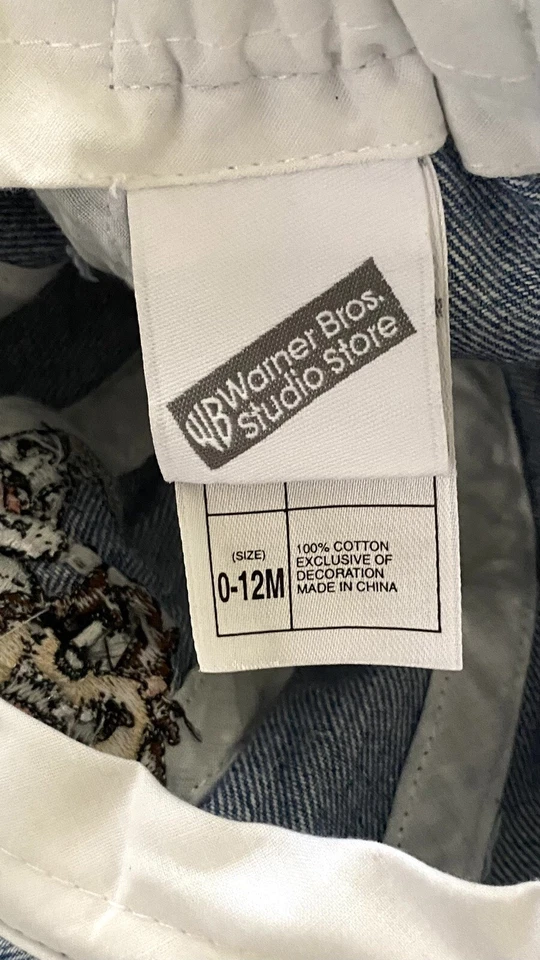 WB Warner Bros.
Studio Store
(SIZE)
0-12M
100% COTTON
EXCLUSIVE OF
DECORATION
MADE IN CHINA